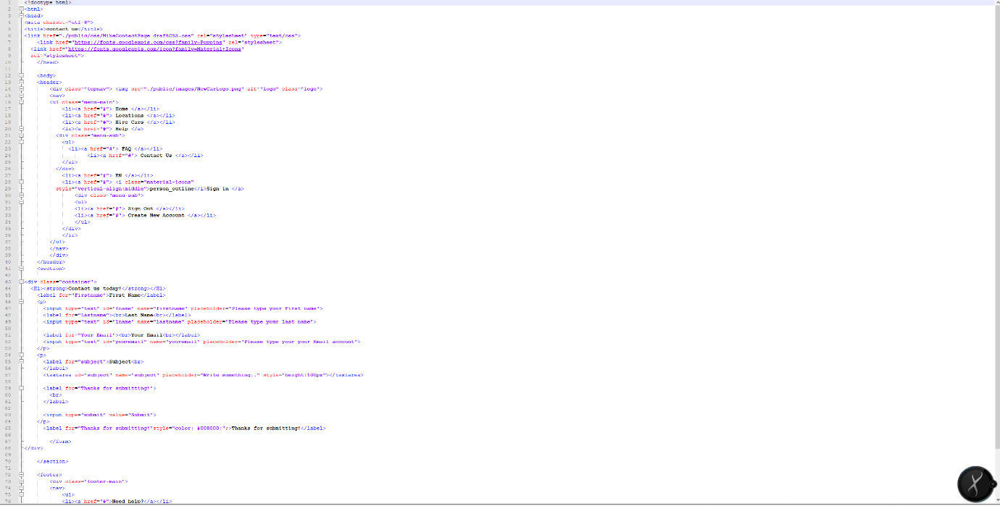 <!doctype html>
<html>
<head>
<meta charset="utf-8">
<title>contact us</title>
<link href="./public/css/MikeContactPage draftCSS.css" rel="stylesheet" type="text/css">
<link href="https://fonts.googleapis.com/css?family=Poppins" rel="stylesheet">
<link href="https://fonts.googleapis.com/icon?family=Material+Icons"
rel="stylesheet">
</head>
<body>
<header>
<div class="topnav"> <img src="./public/images/NewCarLogo.png" alt="logo" class="logo">
<nav>
<ul class="menu-main">
<li><a href="#"> Home </a></li>
<li><a href="#"> Locations </a></li>
<li><a href="#"> Hire Cars </a></li>
<li><a href="#"> Help </a>
<div class="menu-sub">
<ul>
<li><a href="#"> FAQ </a></li>
<li><a href="#"> Contact Us </a></li>
</ul>
</div>
<li><a href="#"> EN </a></li>
<li><a href="#"> <i class="material-icons"
style="vertical-align:middle">person_outline</i>Sign in </a>
<div class="menu-sub">
<ul>
<li><a href="#"> Sign Out </a></li>
<li><a href="#"> Create New Account </a></li>
</ul>
</div>
</li>
</ul>
</nav>
</div>
</header>
<section>
<div class="container">
<H1><strong>Contact us today!</strong></H1>
<label for="Firstname">First Name</label>
<p>
<input type="text" id="fname" name="firstname" placeholder="Please type your First name">
<label for="Lastname"><br>Last Name<br></label>
<input type="text" id="lname" name="lastname" placeholder="Please type your last name">
<label for="Your Email"><br>Your Email<br></label>
<input type="text" id="youremail" name="youremail" placeholder="Please type your your Email account">
</p>
<p>
<label for="subject">Subject<br>
</label>
<textarea id="subject" name="subject" placeholder="Write something.." style="height:100px"></textarea>
<label for="Thanks for submitting!">
<br>
</label>
<input type="submit" value="Submit">
</p>
<label for="Thanks for submitting!"style="color: #008000;";>Thanks for submitting!</label>
</form>
</div>
</section>
<footer>
<div class="footer-main">
<nav>
<ul>
<li><a href="#">Need help?</a></li>